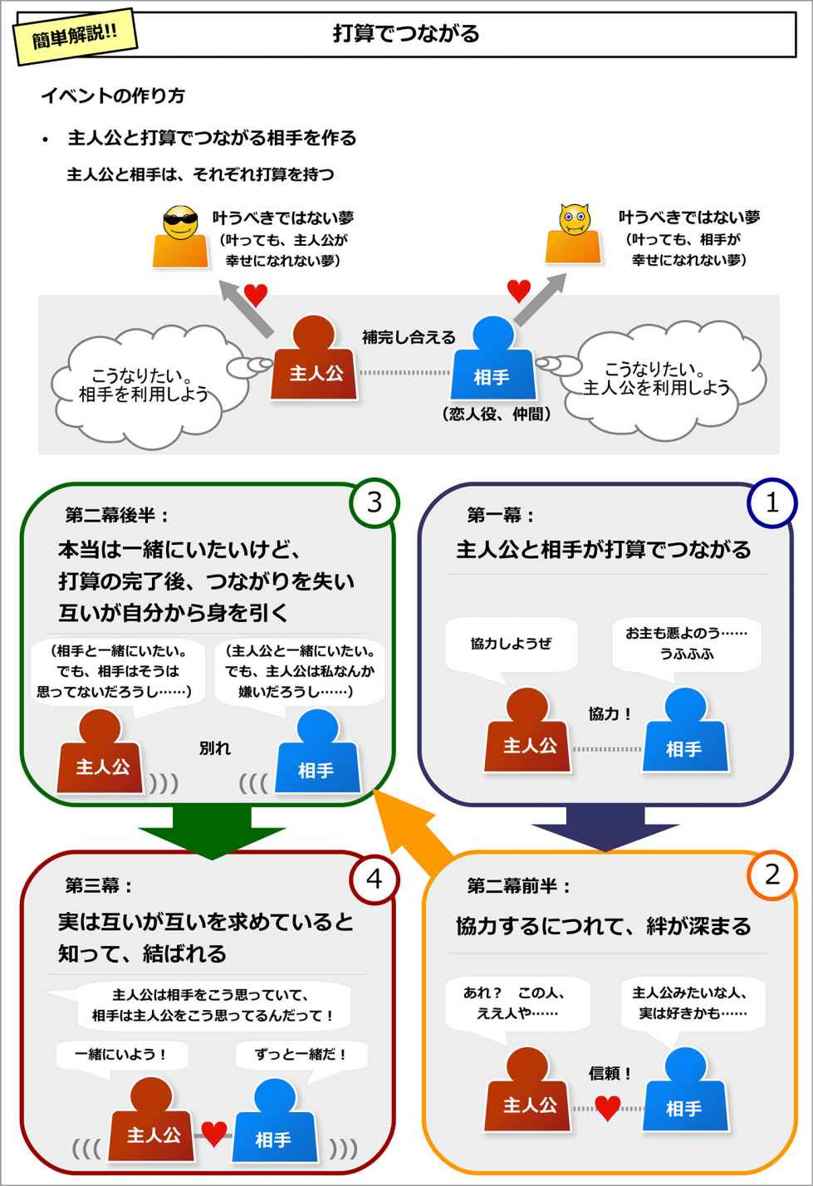 簡単解説!!
打算でつながる
イベントの作り方
• 主人公と打算でつながる相手を作る
主人公と相手は、それぞれ打算を持つ
叶うべきではない夢
（叶っても、主人公が
幸せになれない夢）
叶うべきではない夢
（叶っても、相手が
幸せになれない夢）
こうなりたい。
相手を利用しよう
主人公
補完し合える
相手
（恋人役、仲間）
こうなりたい。
主人公を利用しよう
1
第一幕：
主人公と相手が打算でつながる
協力しようぜ
お主も悪よのう……
うふふふ
主人公
協力！
相手
2
第二幕前半：
協力するにつれて、絆が深まる
あれ？　この人、
ええ人や……
主人公みたいな人、
実は好きかも……
主人公
信頼！
相手
3
第二幕後半：
本当は一緒にいたいけど、
打算の完了後、つながりを失い
互いが自分から身を引く
（相手と一緒にいたい。
でも、相手はそうは
思ってないだろうし……）
（主人公と一緒にいたい。
でも、主人公は私なんか
嫌いだろうし……）
主人公
)))
別れ
(((
相手
4
第三幕：
実は互いが互いを求めていると
知って、結ばれる
主人公は相手をこう思っていて、
相手は主人公をこう思ってるんだって！
一緒にいよう！
ずっと一緒だ！
(((
主人公
相手
)))